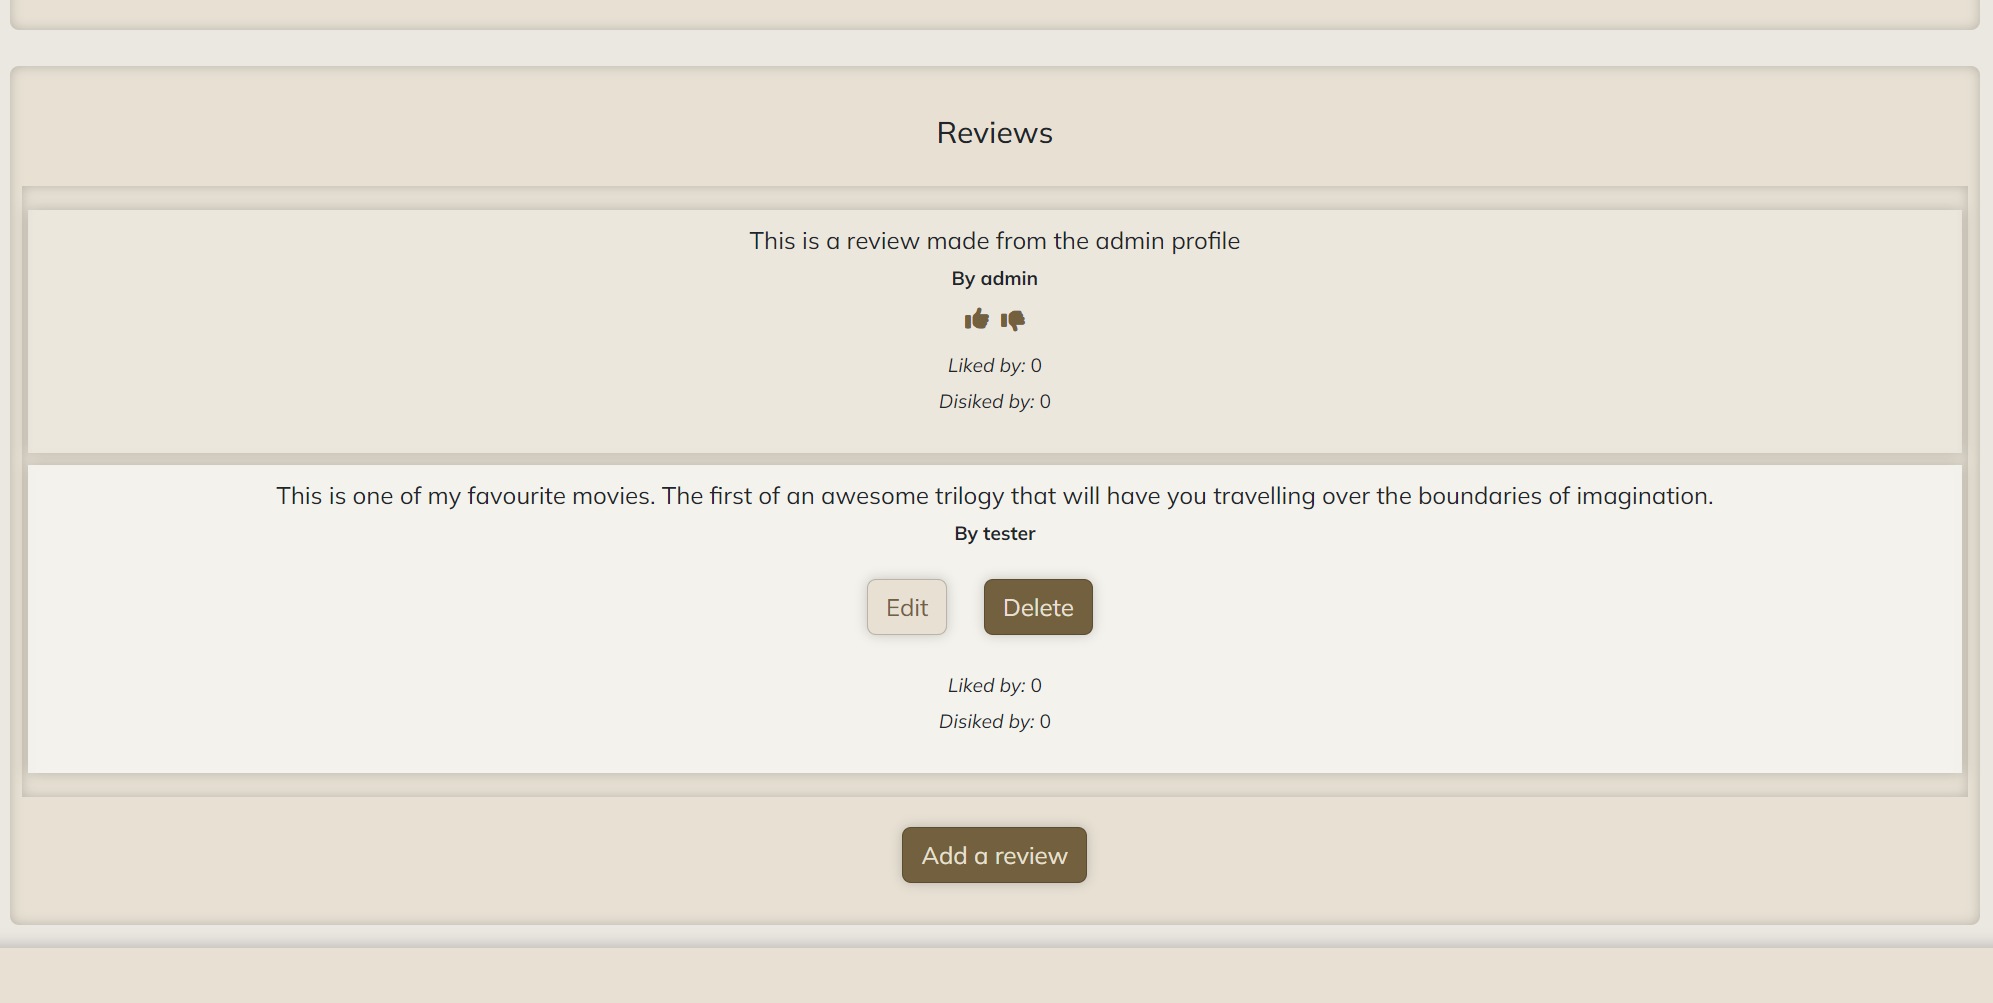 Reviews
This is a review made from the admin profile
By admin
Liked by: 0
Disiked by: 0
This is one of my favourite movies. The first of an awesome trilogy that will have you travelling over the boundaries of imagination.
By tester
Edit Delete
Liked by: 0
Disiked by: 0
Add a review